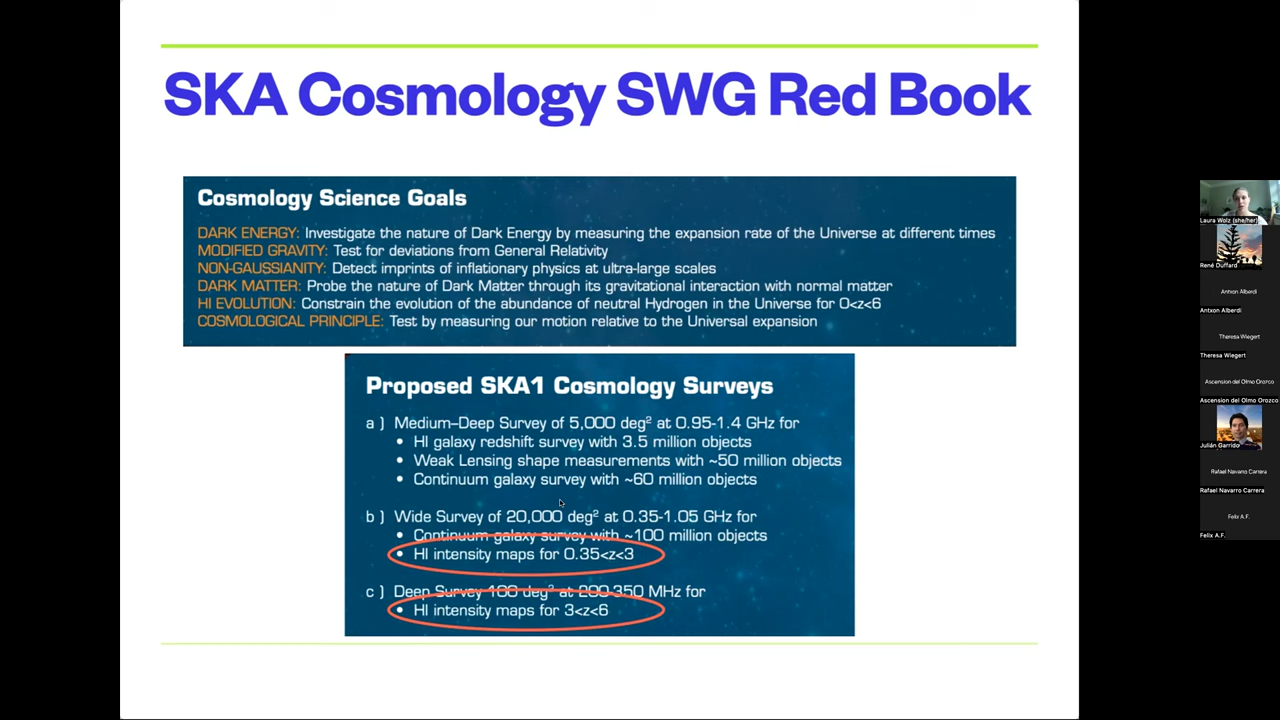 SKA Cosmology SWG Red Book
Cosmology Science Goals
DARK ENERGY: Investigate the nature of Dark Energy by measuring the expansion rate of the Universe at different times
MODIFIED GRAVITY: Test for deviations from General Relativity
NON-GAUSSIANITY: Detect imprints of inflationary physics at ultra-large scales
DARK MATTER: Probe the nature of Dark Matter through its gravitational interaction with normal matter
HI EVOLUTION: Constrain the evolution of the abundance of neutral Hydrogen in the Universe for 0<z<6
COSMOLOGICAL PRINCIPLE: Test by measuring our motion relative to the Universal expansion
Proposed SKA1 Cosmology Surveys
a ) Medium-Deep Survey of 5,000 deg² at 0.95-1.4 GHz for
• HI galaxy redshift survey with 3.5 million objects
• Weak Lensing shape measurements with ~50 million objects
• Continuum galaxy survey with ~60 million objects
b ) Wide Survey of 20,000 deg² at 0.35-1.05 GHz for
• Continuum galaxy survey with ~100 million objects
• HI intensity maps for 0.35<z<3
c ) Deep Survey 100 deg² at 200-350 MHz for
• HI intensity maps for 3<z<6
Laura Wolz (she/her)
René Duffard
Antxon Alberdi
Antxon Alberdi
Theresa Wiegert
Theresa Wiegert
Ascension del Olmo Orozco
Ascension del Olmo Orozco
Julián Garrido
Rafael Navarro Carrera
Rafael Navarro Carrera
Felix A.F.
Felix A.F.